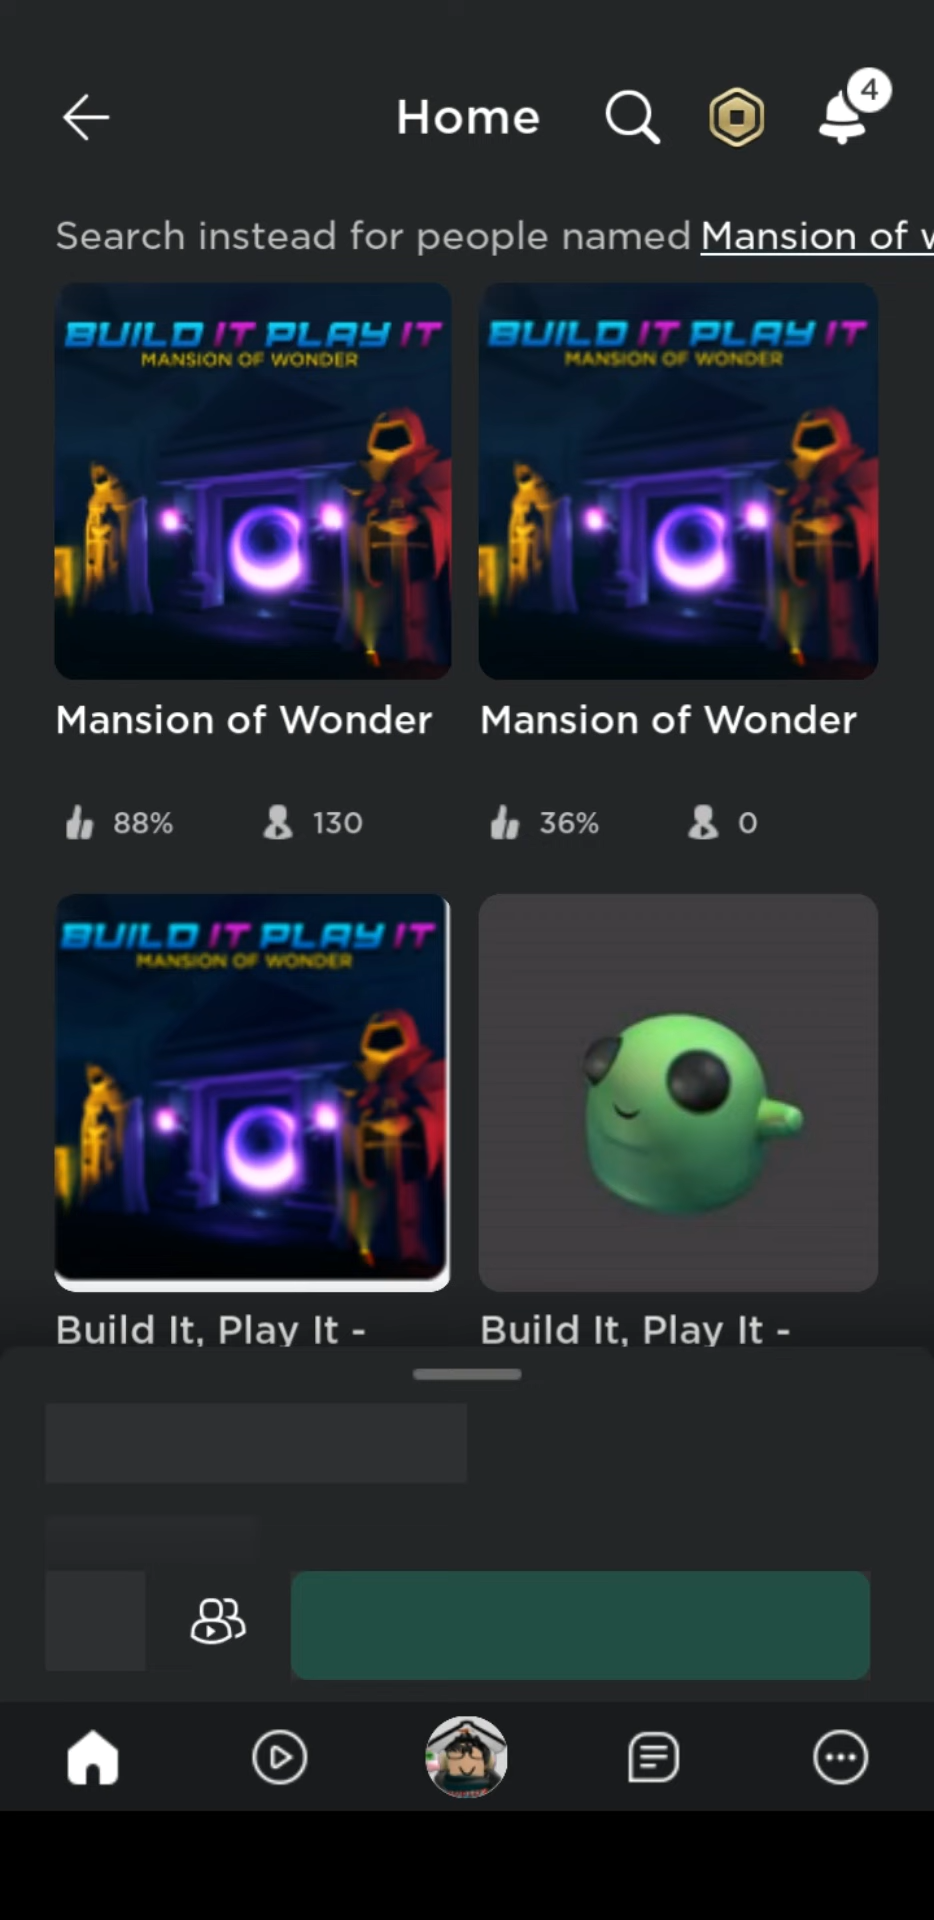 4
Home
Search instead for people named Mansion of w
BUILD IT PLAY IT
MANSION OF WONDER
BUILD IT PLAY IT
MANSION OF WONDER
Mansion of Wonder
Mansion of Wonder
88%
130
36%
0
BUILD IT PLAY IT
MANSION OF WONDER
Build It, Play It -
Build It, Play It -